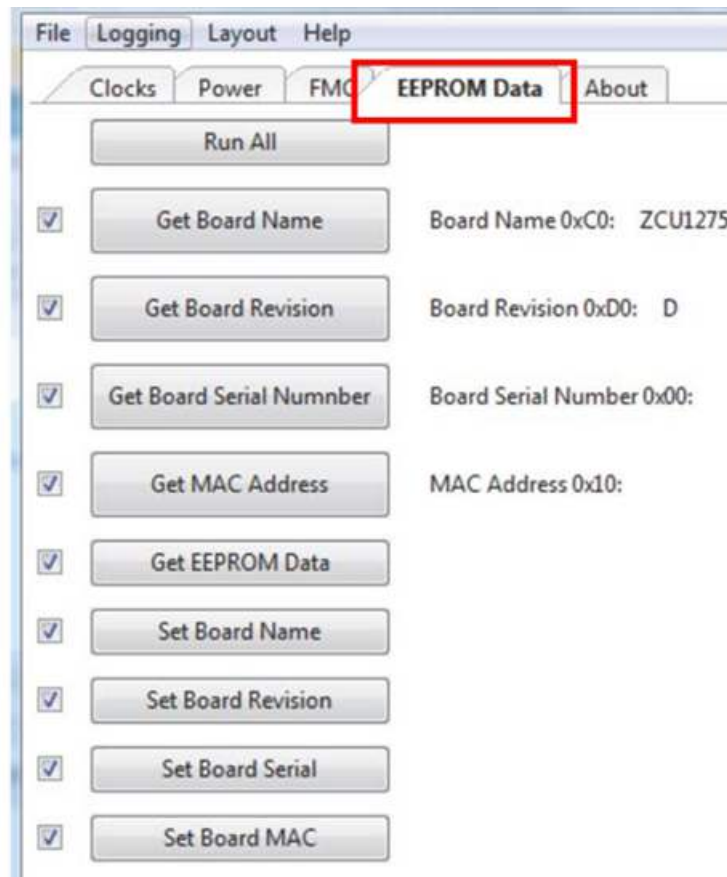 File Logging Layout Help
Clocks Power FMC EEPROM Data About
Run All
Get Board Name Board Name 0xC0: ZCU1275
Get Board Revision Board Revision 0xD0: D
Get Board Serial Numnber Board Serial Number 0x00:
Get MAC Address MAC Address 0x10:
Get EEPROM Data
Set Board Name
Set Board Revision
Set Board Serial
Set Board MAC